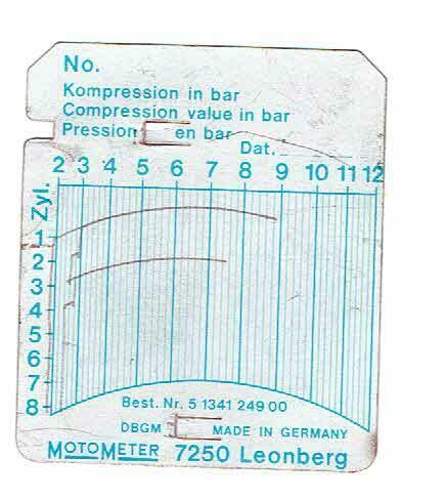 No.
Kompression in bar
Compression value in bar
Pression en bar
Dat.
2 3 4 5 6 7 8 9 10 11 12
Zyl.
1
2
3
4
5
6
7
8
Best. Nr. 5 1341 249 00
DBGM MADE IN GERMANY
MOTOMETER 7250 Leonberg